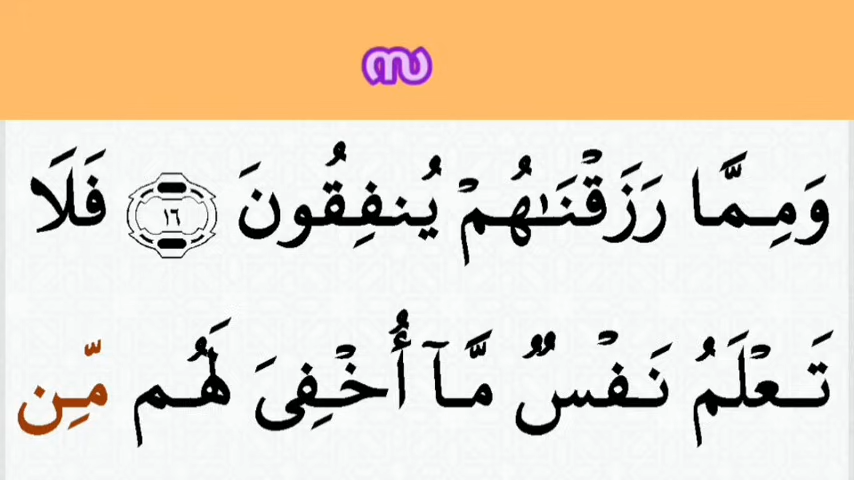 സ
وَمِمَّا رَزَقْنَـٰهُمْ يُنفِقُونَ ١٦ فَلَا
تَعْلَمُ نَفْسٌ مَّآ أُخْفِىَ لَهُم مِّن